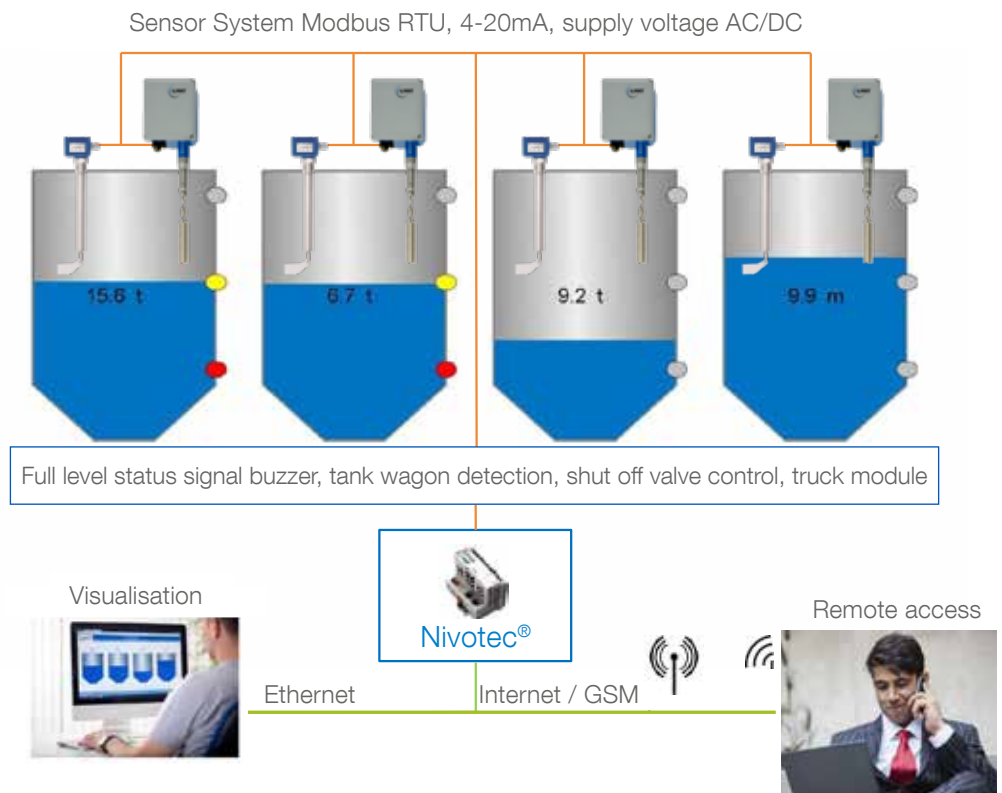 Sensor System Modbus RTU, 4-20mA, supply voltage AC/DC
15.6 t
6.7 t
9.2 t
9.9 m
Full level status signal buzzer, tank wagon detection, shut off valve control, truck module
Nivotec®
Visualisation
Remote access
Ethernet
Internet / GSM